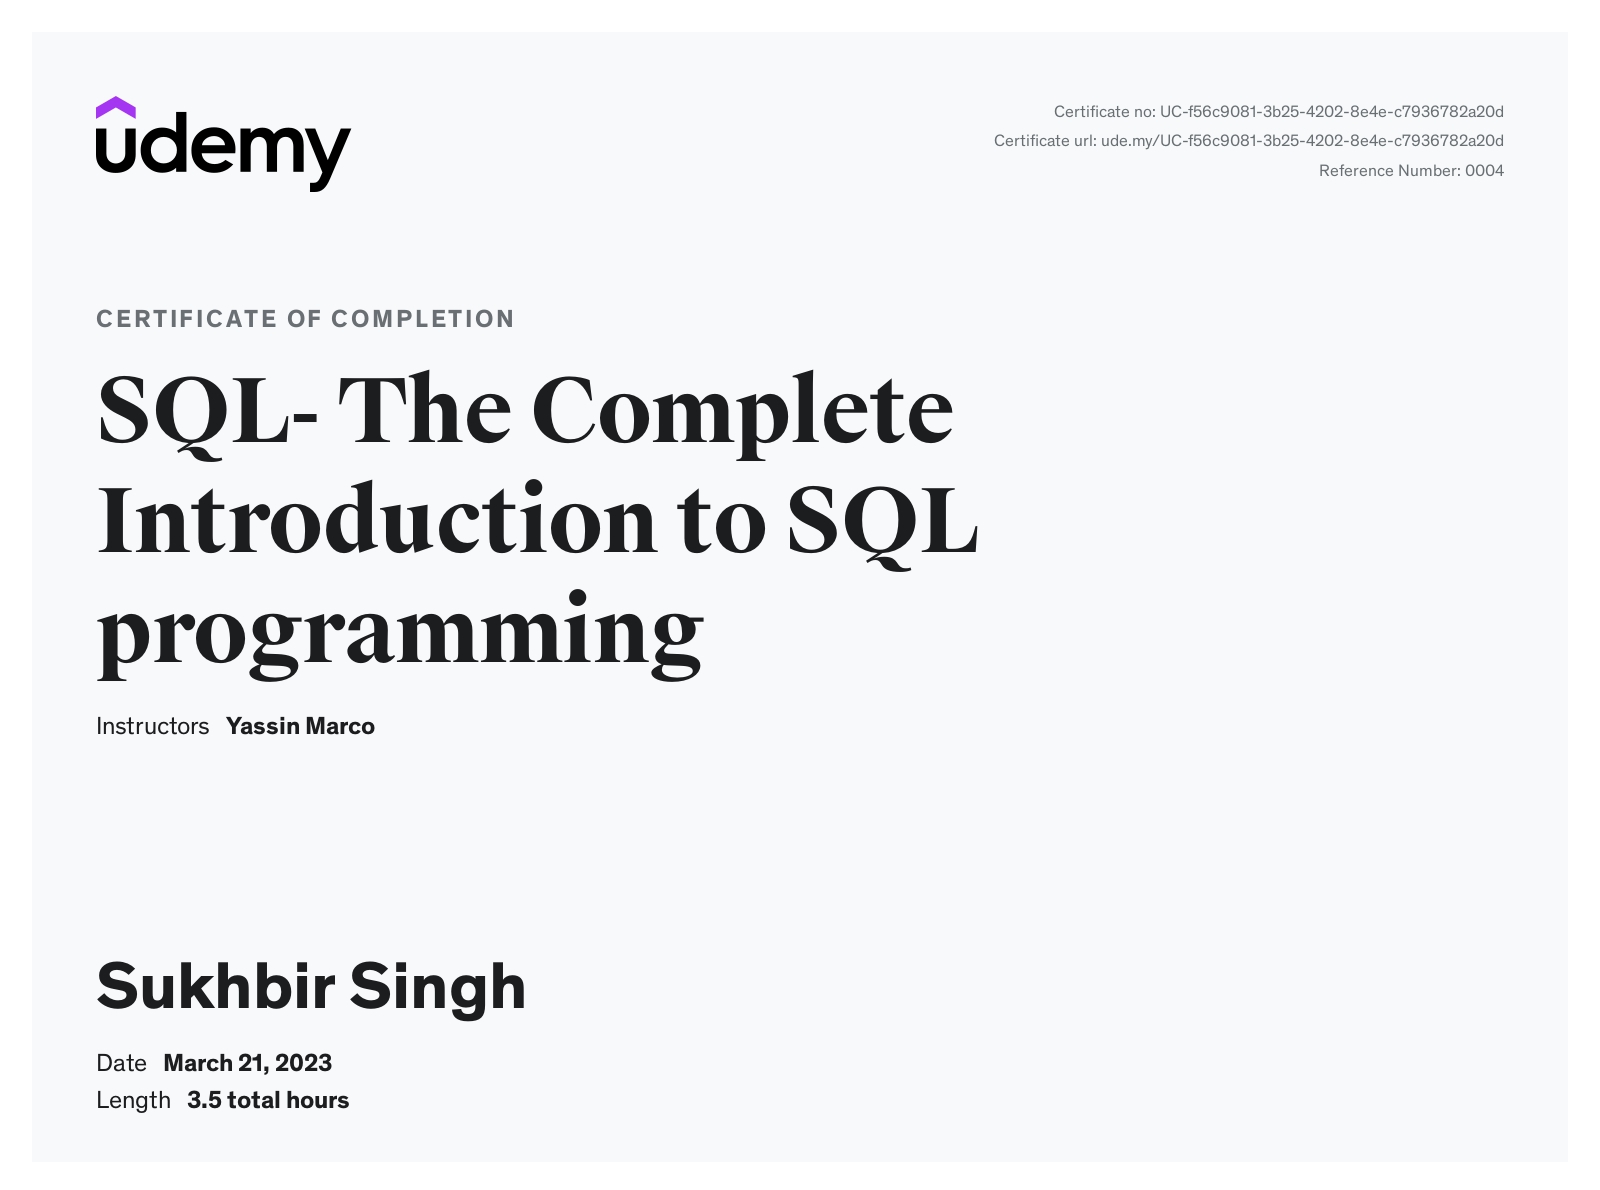 udemy
Certificate no: UC-f56c9081-3b25-4202-8e4e-c7936782a20d
Certificate url: ude.my/UC-f56c9081-3b25-4202-8e4e-c7936782a20d
Reference Number: 0004
CERTIFICATE OF COMPLETION
SQL- The Complete
Introduction to SQL
programming
Instructors Yassin Marco
Sukhbir Singh
Date March 21, 2023
Length 3.5 total hours